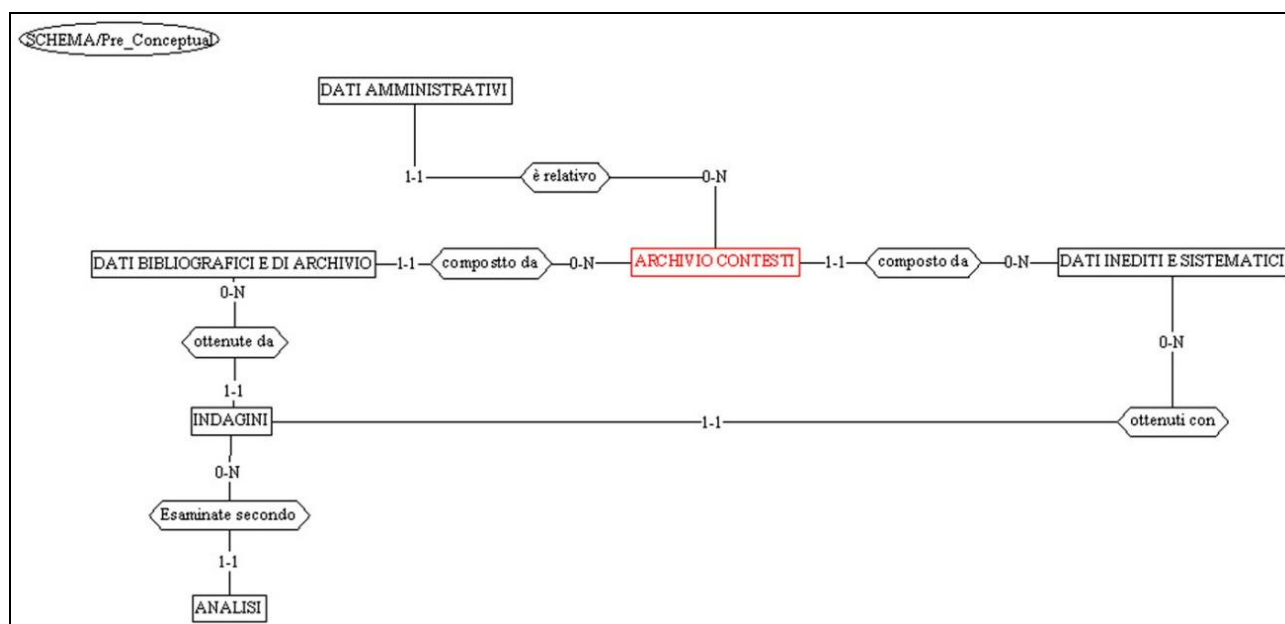 SCHEMA/Pre_Conceptual
DATI AMMINISTRATIVI
1-1 è relativo 0-N
DATI BIBLIOGRAFICI E DI ARCHIVIO 1-1 compostto da 0-N ARCHIVIO CONTESTI 1-1 composto da 0-N DATI INEDITI E SISTEMATICI
0-N
ottenute da 0-N
1-1
INDAGINI 1-1 ottenuti con
0-N
Esaminate secondo
1-1
ANALISI